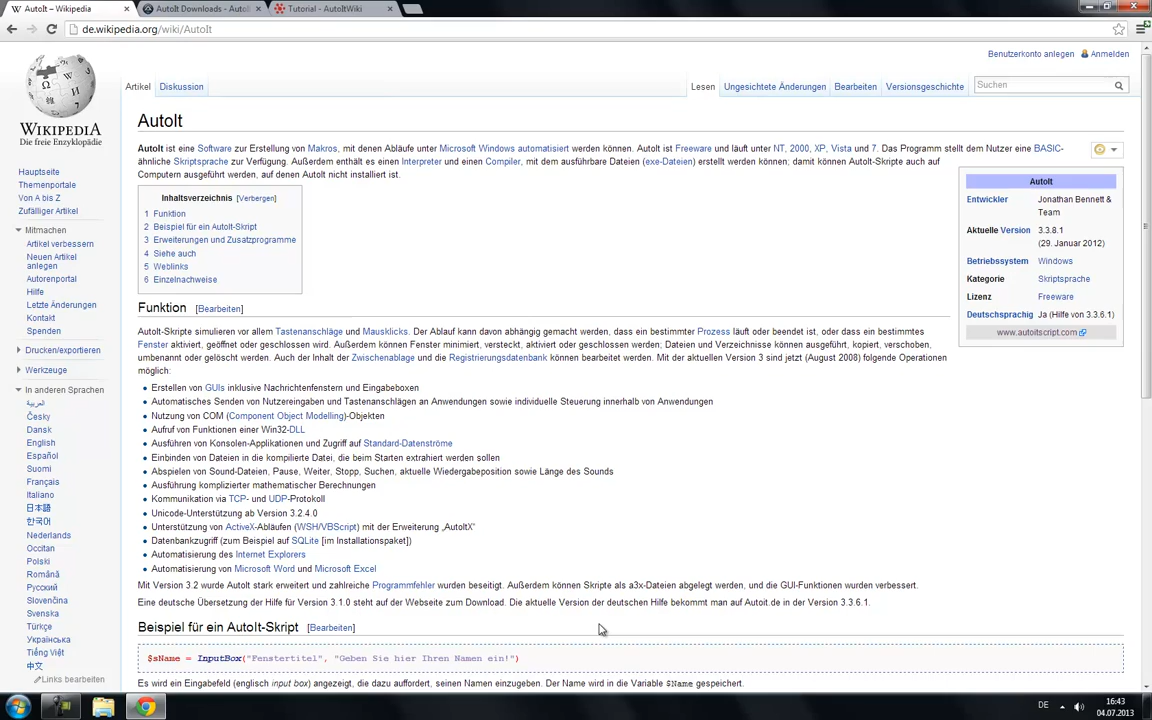 AutoIt – Wikipedia
AutoIt Downloads - AutoIt
Tutorial - AutoItWiki
de.wikipedia.org/wiki/AutoIt
Benutzerkonto anlegen Anmelden
Artikel Diskussion Lesen Ungesichtete Änderungen Bearbeiten Versionsgeschichte Suchen
WIKIPEDIA
Die freie Enzyklopädie
Hauptseite
Themenportale
Von A bis Z
Zufälliger Artikel
Mitmachen
Artikel verbessern
Neuen Artikel
anlegen
Autorenportal
Hilfe
Letzte Änderungen
Kontakt
Spenden
Drucken/exportieren
Werkzeuge
In anderen Sprachen
العربية
Česky
Dansk
English
Español
Suomi
Français
Italiano
日本語
한국어
Nederlands
Occitan
Polski
Română
Русский
Slovenčina
Svenska
Türkçe
Українська
Tiếng Việt
中文
Links bearbeiten
AutoIt
AutoIt ist eine Software zur Erstellung von Makros, mit denen Abläufe unter Microsoft Windows automatisiert werden können. AutoIt ist Freeware und läuft unter NT, 2000, XP, Vista und 7. Das Programm stellt dem Nutzer eine BASIC-
ähnliche Skriptsprache zur Verfügung. Außerdem enthält es einen Interpreter und einen Compiler, mit dem ausführbare Dateien (exe-Dateien) erstellt werden können; damit können AutoIt-Skripte auch auf
Computern ausgeführt werden, auf denen AutoIt nicht installiert ist.
Inhaltsverzeichnis [Verbergen]
1 Funktion
2 Beispiel für ein AutoIt-Skript
3 Erweiterungen und Zusatzprogramme
4 Siehe auch
5 Weblinks
6 Einzelnachweise
AutoIt
Entwickler Jonathan Bennett &
Team
Aktuelle Version 3.3.8.1
(29. Januar 2012)
Betriebssystem Windows
Kategorie Skriptsprache
Lizenz Freeware
Deutschsprachig Ja (Hilfe von 3.3.6.1)
www.autoitscript.com
Funktion [Bearbeiten]
AutoIt-Skripte simulieren vor allem Tastenanschläge und Mausklicks. Der Ablauf kann davon abhängig gemacht werden, dass ein bestimmter Prozess läuft oder beendet ist, oder dass ein bestimmtes
Fenster aktiviert, geöffnet oder geschlossen wird. Außerdem können Fenster minimiert, versteckt, aktiviert oder geschlossen werden; Dateien und Verzeichnisse können ausgeführt, kopiert, verschoben,
umbenannt oder gelöscht werden. Auch der Inhalt der Zwischenablage und die Registrierungsdatenbank können bearbeitet werden. Mit der aktuellen Version 3 sind jetzt (August 2008) folgende Operationen
möglich:
Erstellen von GUIs inklusive Nachrichtenfenstern und Eingabeboxen
Automatisches Senden von Nutzereingaben und Tastenanschlägen an Anwendungen sowie individuelle Steuerung innerhalb von Anwendungen
Nutzung von COM (Component Object Modelling)-Objekten
Aufruf von Funktionen einer Win32-DLL
Ausführen von Konsolen-Applikationen und Zugriff auf Standard-Datenströme
Einbinden von Dateien in die kompilierte Datei, die beim Starten extrahiert werden sollen
Abspielen von Sound-Dateien, Pause, Weiter, Stopp, Suchen, aktuelle Wiedergabeposition sowie Länge des Sounds
Ausführung komplizierter mathematischer Berechnungen
Kommunikation via TCP- und UDP-Protokoll
Unicode-Unterstützung ab Version 3.2.4.0
Unterstützung von ActiveX-Abläufen (WSH/VBScript) mit der Erweiterung „AutoItX“
Datenbankzugriff (zum Beispiel auf SQLite [im Installationspaket])
Automatisierung des Internet Explorers
Automatisierung von Microsoft Word und Microsoft Excel
Mit Version 3.2 wurde AutoIt stark erweitert und zahlreiche Programmfehler wurden beseitigt. Außerdem können Skripte als a3x-Dateien abgelegt werden, und die GUI-Funktionen wurden verbessert.
Eine deutsche Übersetzung der Hilfe für Version 3.1.0 steht auf der Webseite zum Download. Die aktuelle Version der deutschen Hilfe bekommt man auf Autoit.de in der Version 3.3.6.1.
Beispiel für ein AutoIt-Skript [Bearbeiten]
$sName = InputBox("Fenstertitel", "Geben Sie hier Ihren Namen ein!")
Es wird ein Eingabefeld (englisch input box) angezeigt, die dazu auffordert, seinen Namen einzugeben. Der Name wird in die Variable $Name gespeichert.
DE
16:43
04.07.2013